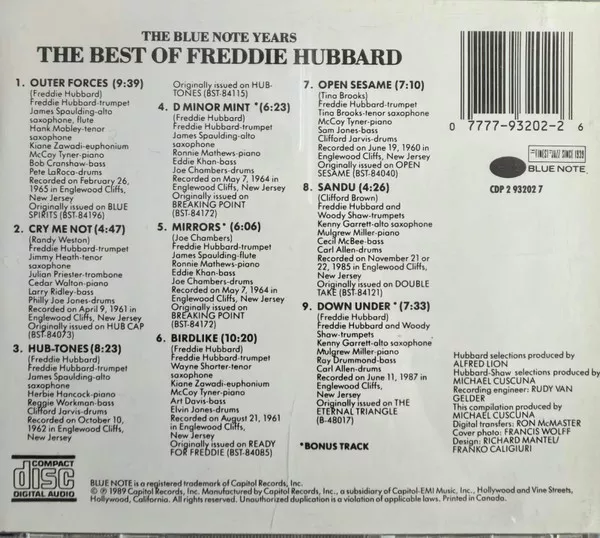 THE BLUE NOTE YEARS
THE BEST OF FREDDIE HUBBARD
1. OUTER FORCES (9:39)
(Freddie Hubbard)
Freddie Hubbard-trumpet
James Spaulding-alto
saxophone, flute
Hank Mobley-tenor
saxophone
Kiane Zawadi-euphonium
McCoy Tyner-piano
Bob Cranshaw-bass
Pete LaRoca-drums
Recorded on February 26,
1965 in Englewood Cliffs,
New Jersey
Originally issued on BLUE
SPIRITS (BST-84196)
2. CRY ME NOT (4:47)
(Randy Weston)
Freddie Hubbard-trumpet
Jimmy Heath-tenor
saxophone
Julian Priester-trombone
Cedar Walton-piano
Larry Ridley-bass
Philly Joe Jones-drums
Recorded on April 9, 1961 in
Englewood Cliffs, New Jersey
Originally issued on HUB CAP
(BST-84073)
3. HUB-TONES (8:23)
(Freddie Hubbard)
Freddie Hubbard-trumpet
James Spaulding-alto
saxophone
Herbie Hancock-piano
Reggie Workman-bass
Clifford Jarvis-drums
Recorded on October 10,
1962 in Englewood Cliffs,
New Jersey
Originally issued on HUB-
TONES (BST-84115)
4. D MINOR MINT * (6:23)
(Freddie Hubbard)
Freddie Hubbard-trumpet
James Spaulding-alto
saxophone
Ronnie Mathews-piano
Eddie Khan-bass
Joe Chambers-drums
Recorded on May 7, 1964 in
Englewood Cliffs, New Jersey
Originally issued on
BREAKING POINT
(BST-84172)
5. MIRRORS * (6:06)
(Joe Chambers)
Freddie Hubbard-trumpet
James Spaulding-flute
Ronnie Mathews-piano
Eddie Khan-bass
Joe Chambers-drums
Recorded on May 7, 1964 in
Englewood Cliffs, New Jersey
Originally issued on
BREAKING POINT
(BST-84172)
6. BIRDLIKE (10:20)
(Freddie Hubbard)
Freddie Hubbard-trumpet
Wayne Shorter-tenor
saxophone
Kiane Zawadi-euphonium
McCoy Tyner-piano
Art Davis-bass
Elvin Jones-drums
Recorded on August 21, 1961
in Englewood Cliffs, New
Jersey
Originally issued on READY
FOR FREDDIE (BST-84085)
7. OPEN SESAME (7:10)
(Tina Brooks)
Freddie Hubbard-trumpet
Tina Brooks-tenor saxophone
McCoy Tyner-piano
Sam Jones-bass
Clifford Jarvis-drums
Recorded on June 19, 1960 in
Englewood Cliffs, New Jersey
Originally issued on OPEN
SESAME (BST-84040)
8. SANDU (4:26)
(Clifford Brown)
Freddie Hubbard and
Woody Shaw-trumpets
Kenny Garrett-alto saxophone
Mulgrew Miller-piano
Cecil McBee-bass
Carl Allen-drums
Recorded on November 21 or
22, 1985 in Englewood Cliffs,
New Jersey
Originally issued on DOUBLE
TAKE (BST-84121)
9. DOWN UNDER * (7:33)
(Freddie Hubbard)
Freddie Hubbard and Woody
Shaw-trumpets
Kenny Garrett-alto saxophone
Mulgrew Miller-piano
Ray Drummond-bass
Carl Allen-drums
Recorded on June 11, 1987 in
Englewood Cliffs, New
Jersey
Originally issued on THE
ETERNAL TRIANGLE
(B-48017)
*BONUS TRACK
0 7777-93202-2 6
THE FINEST IN JAZZ SINCE 1939
BLUE NOTE
CDP 2 93202 7
Hubbard selections produced by
ALFRED LION
Hubbard-Shaw selections produced by
MICHAEL CUSCUNA
Recording engineer: RUDY VAN
GELDER
This compilation produced by
MICHAEL CUSCUNA
Digital transfers: RON McMASTER
Cover photo: FRANCIS WOLFF
Design: RICHARD MANTEL/
FRANKO CALIGIURI
COMPACT
disc
DIGITAL AUDIO
BLUE NOTE is a registered trademark of Capitol Records, Inc.
© ℗ 1989 Capitol Records, Inc. Manufactured by Capitol Records, Inc., a subsidiary of Capitol-EMI Music, Inc., Hollywood and Vine Streets,
Hollywood, California. All rights reserved. Unauthorized duplication is a violation of applicable laws. Printed in Canada.